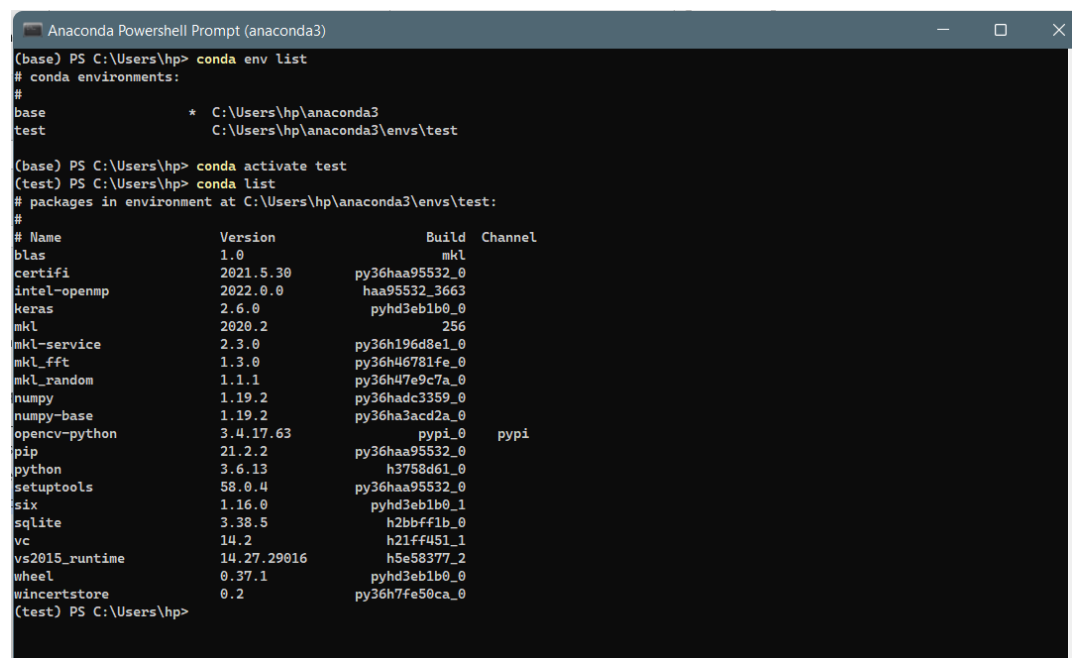 Anaconda Powershell Prompt (anaconda3)
(base) PS C:\Users\hp> conda env list
# conda environments:
#
base                  *  C:\Users\hp\anaconda3
test                     C:\Users\hp\anaconda3\envs\test

(base) PS C:\Users\hp> conda activate test
(test) PS C:\Users\hp> conda list
# packages in environment at C:\Users\hp\anaconda3\envs\test:
#
# Name                    Version                   Build  Channel
blas                      1.0                         mkl
certifi                   2021.5.30        py36haa95532_0
intel-openmp              2022.0.0          haa95532_3663
keras                     2.6.0              pyhd3eb1b0_0
mkl                       2020.2                      256
mkl-service               2.3.0            py36h196d8e1_0
mkl_fft                   1.3.0            py36h46781fe_0
mkl_random                1.1.1            py36h47e9c7a_0
numpy                     1.19.2           py36hadc3359_0
numpy-base                1.19.2           py36ha3acd2a_0
opencv-python             3.4.17.63                pypi_0    pypi
pip                       21.2.2           py36haa95532_0
python                    3.6.13               h3758d61_0
setuptools                58.0.4           py36haa95532_0
six                       1.16.0             pyhd3eb1b0_1
sqlite                    3.38.5               h2bbff1b_0
vc                        14.2                 h21ff451_1
vs2015_runtime            14.27.29016          h5e58377_2
wheel                     0.37.1             pyhd3eb1b0_0
wincertstore              0.2              py36h7fe50ca_0
(test) PS C:\Users\hp>